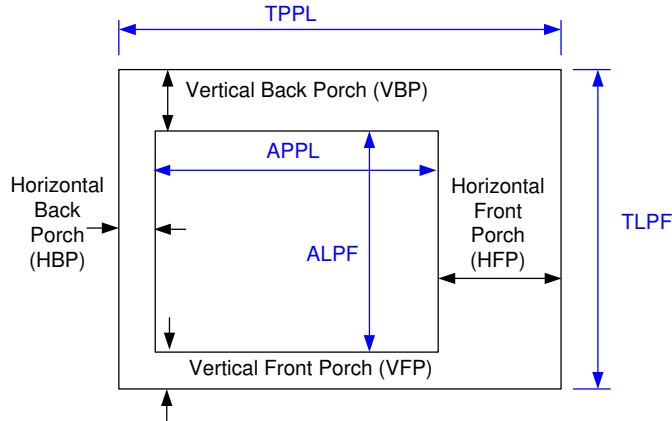 TPPL
Vertical Back Porch (VBP)
APPL
Horizontal
Back
Porch
(HBP)
Horizontal
Front
Porch
(HFP)
TLPF
ALPF
Vertical Front Porch (VFP)